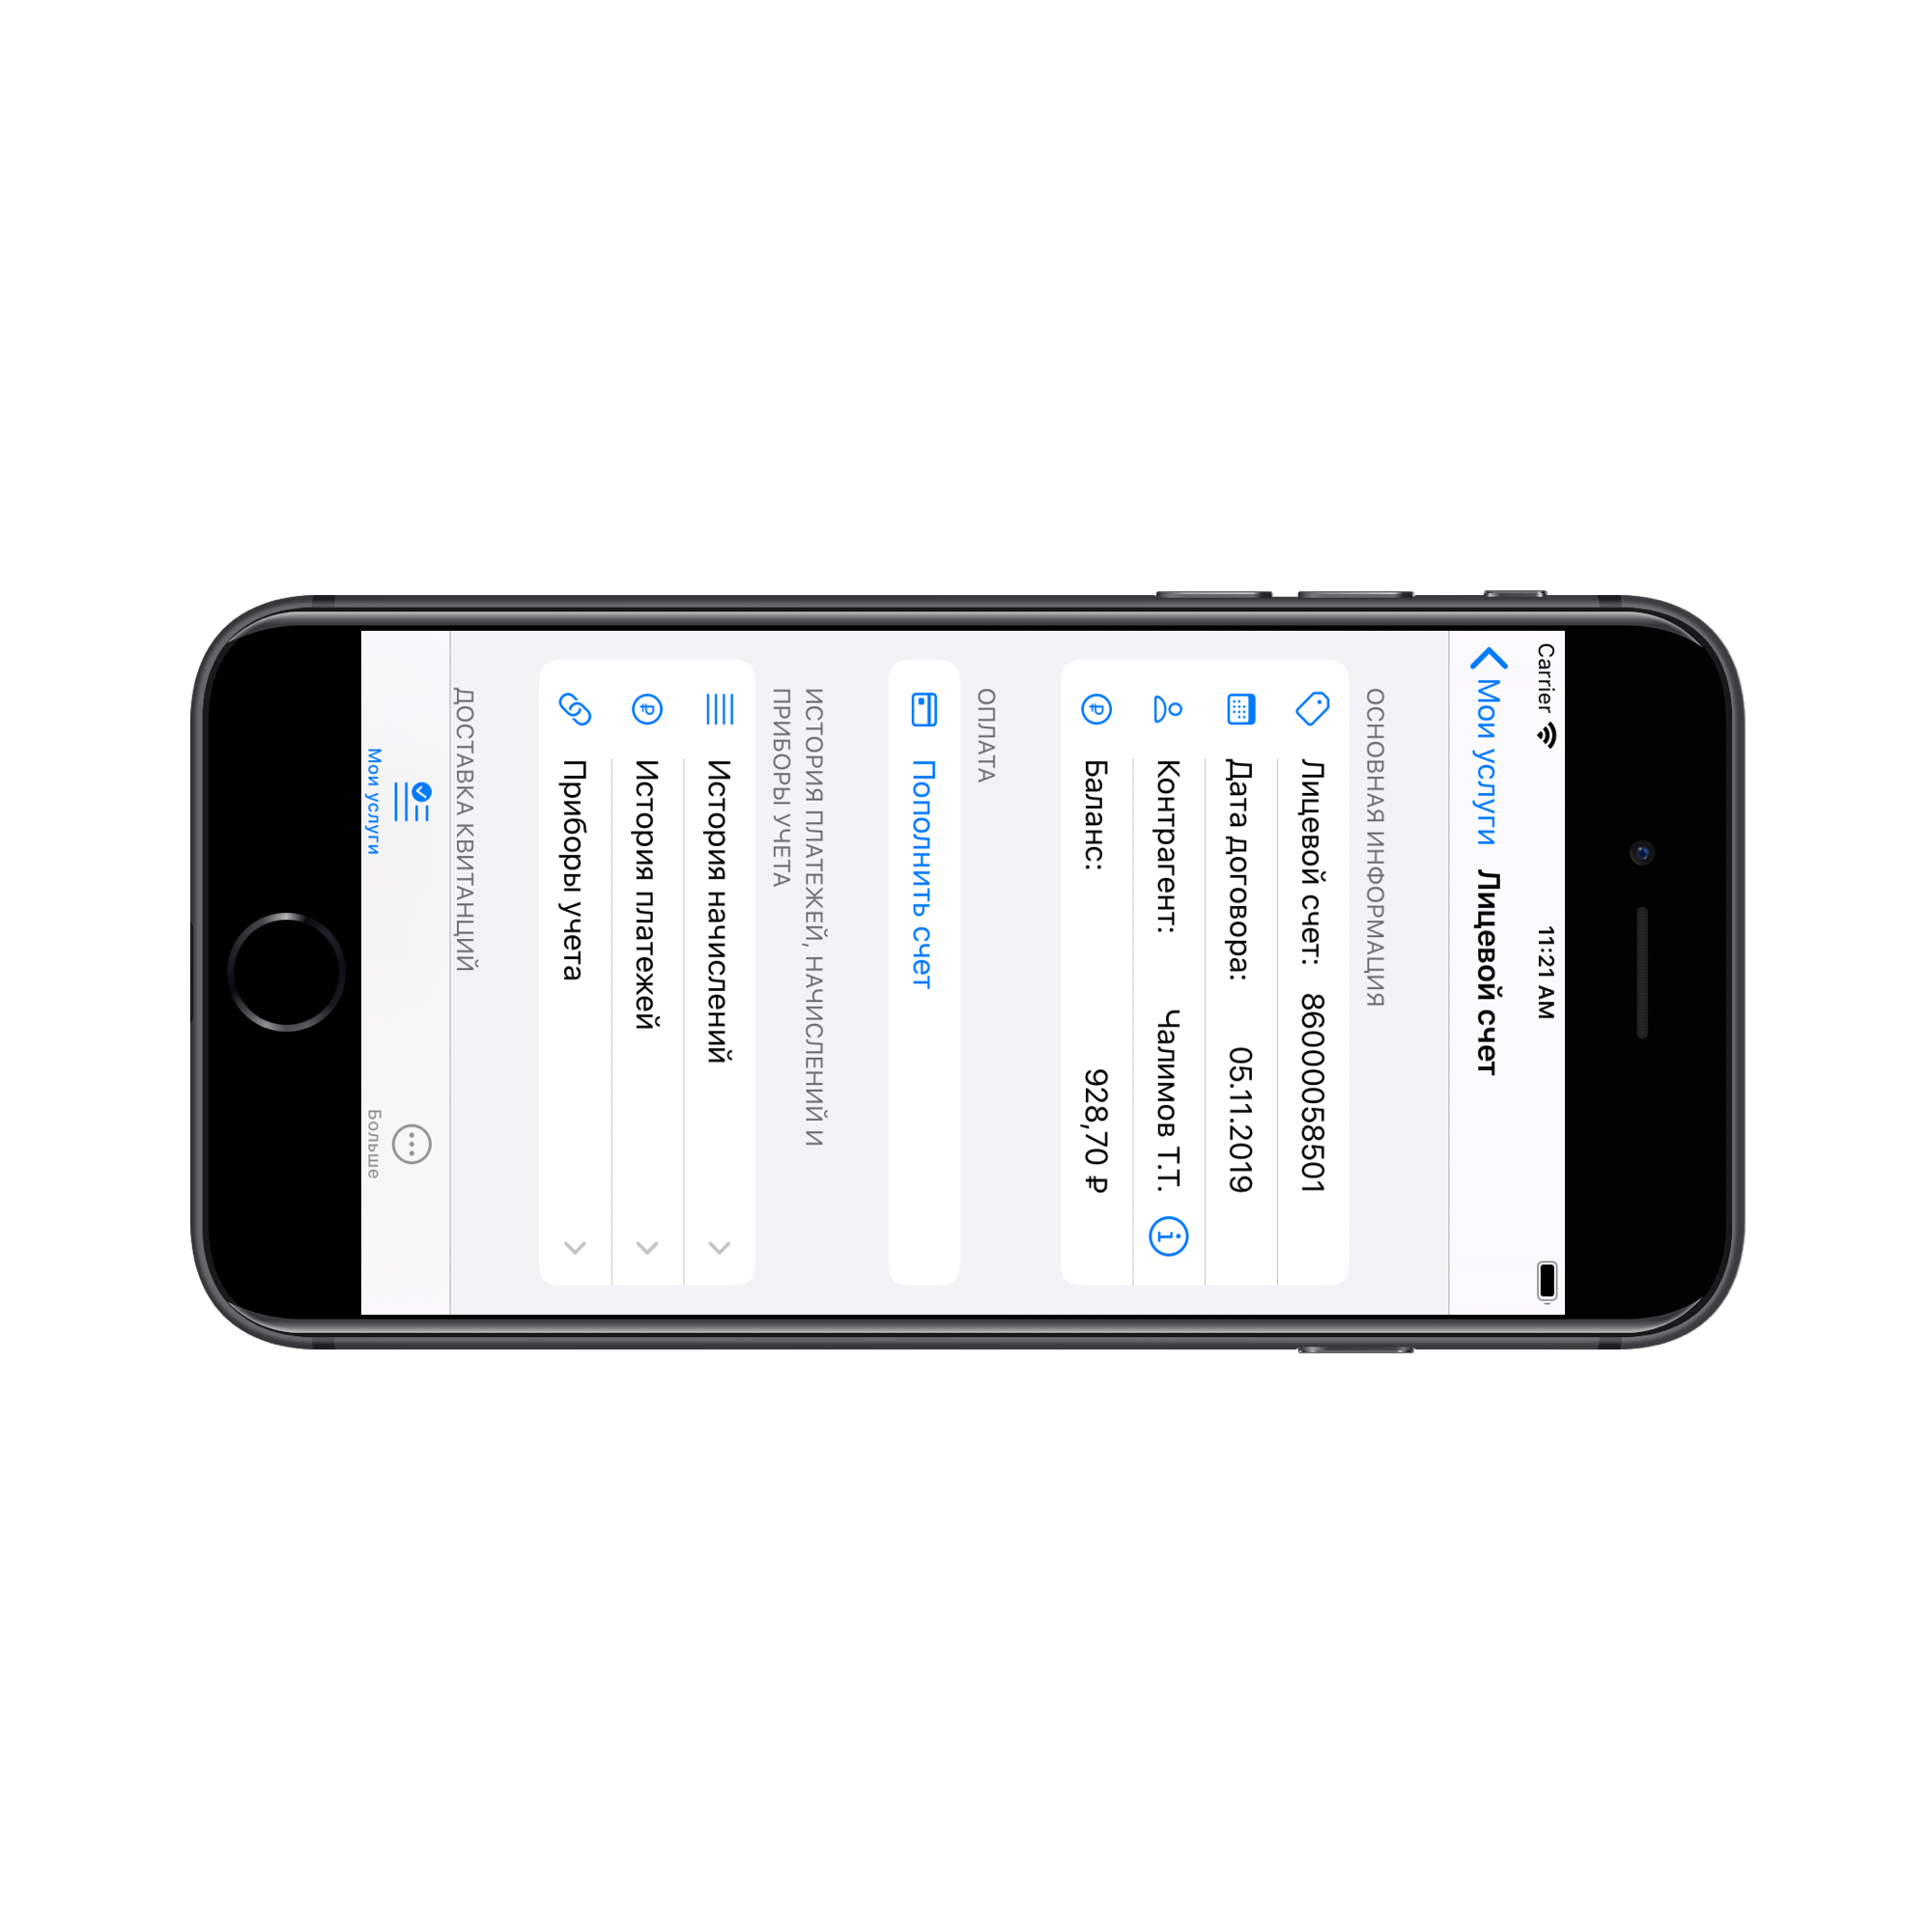 Carrier 11:21 AM
Мои услуги Лицевой счет
ОСНОВНАЯ ИНФОРМАЦИЯ
Лицевой счет: 860000058501
Дата договора: 05.11.2019
Контрагент: Чалимов Т.Т.
Баланс: 928,70 ₽
ОПЛАТА
Пополнить счет
ИСТОРИЯ ПЛАТЕЖЕЙ, НАЧИСЛЕНИЙ И
ПРИБОРЫ УЧЕТА
История начислений
История платежей
Приборы учета
ДОСТАВКА КВИТАНЦИЙ
Мои услуги Больше